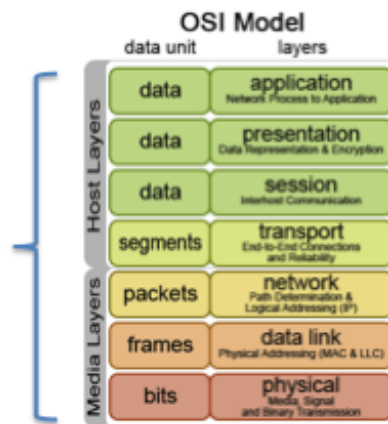 OSI Model
data unit layers
Host Layers
data application
Network Process to Application
data presentation
Data Representation & Encryption
data session
Interhost Communication
segments transport
End-to-End Connections
and Reliability
Media Layers
packets network
Path Determination &
Logical Addressing (IP)
frames data link
Physical Addressing (MAC & LLC)
bits physical
Media, Signal
and Binary Transmission